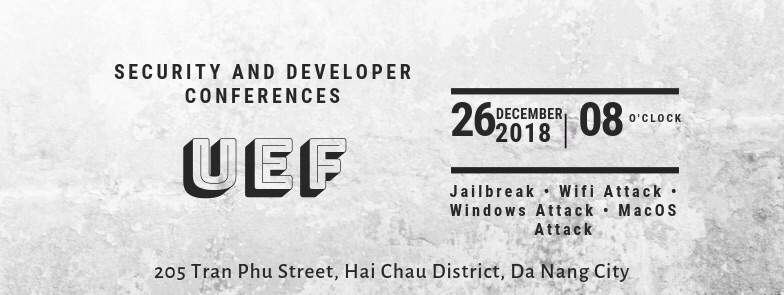 SECURITY AND DEVELOPER
CONFERENCES
UEF
26 DECEMBER 2018 | 08 O'CLOCK
Jailbreak • Wifi Attack •
Windows Attack • MacOS
Attack
205 Tran Phu Street, Hai Chau District, Da Nang City